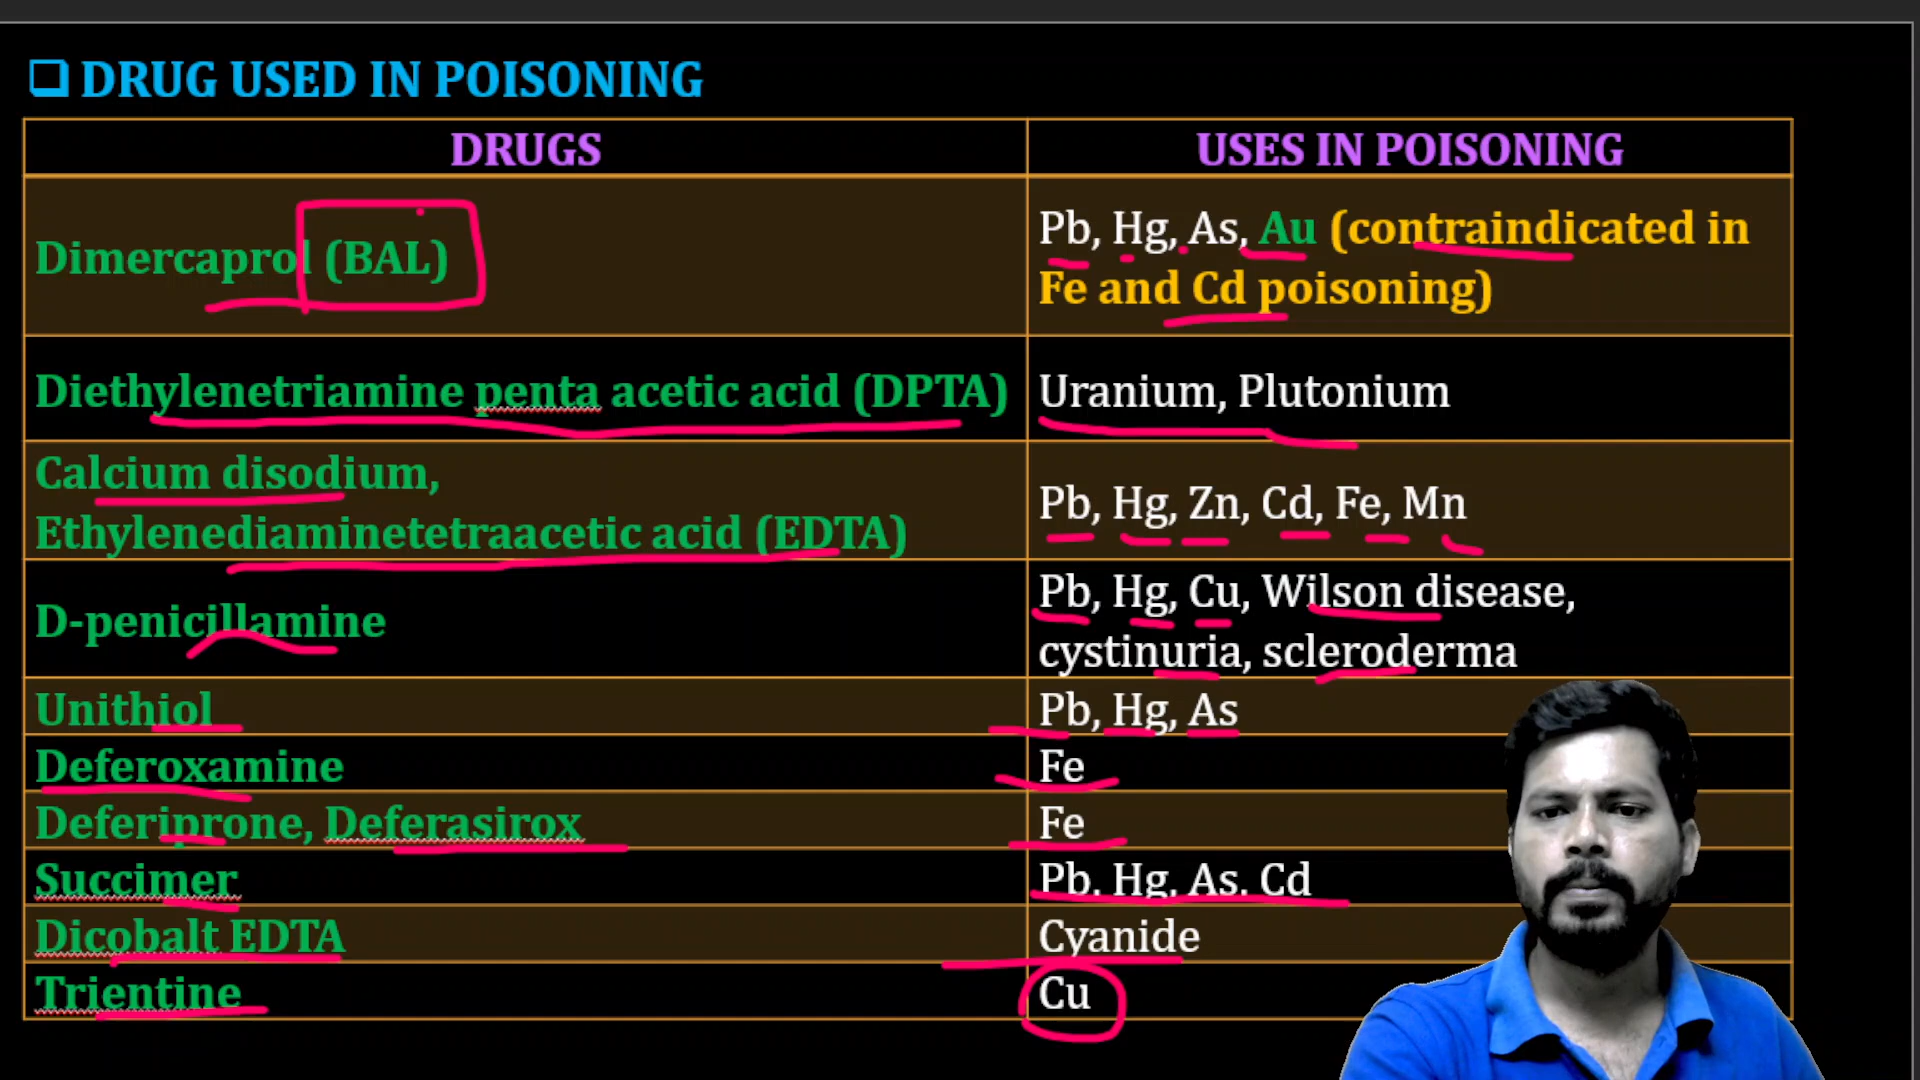 DRUG USED IN POISONING
DRUGS
USES IN POISONING
Dimercaprol (BAL)
Pb, Hg, As, Au (contraindicated in
Fe and Cd poisoning)
Diethylenetriamine penta acetic acid (DPTA)
Uranium, Plutonium
Calcium disodium,
Ethylenediaminetetraacetic acid (EDTA)
Pb, Hg, Zn, Cd, Fe, Mn
D-penicillamine
Pb, Hg, Cu, Wilson disease,
cystinuria, scleroderma
Unithiol
Pb, Hg, As
Deferoxamine
Fe
Deferiprone, Deferasirox
Fe
Succimer
Pb, Hg, As, Cd
Dicobalt EDTA
Cyanide
Trientine
Cu